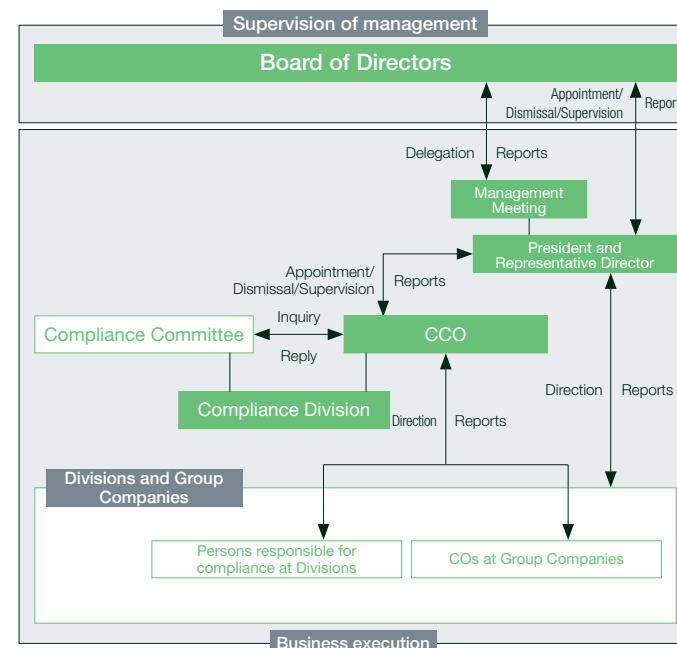 Supervision of management
Board of Directors
Appointment/
Dismissal/Supervision
Delegation
Reports
Management
Meeting
President and
Representative Director
Appointment/
Dismissal/Supervision
Reports
Compliance Committee
Inquiry
Reply
CCO
Compliance Division
Direction
Reports
Direction
Reports
Divisions and Group
Companies
Persons responsible for
compliance at Divisions
COs at Group Companies
Business execution